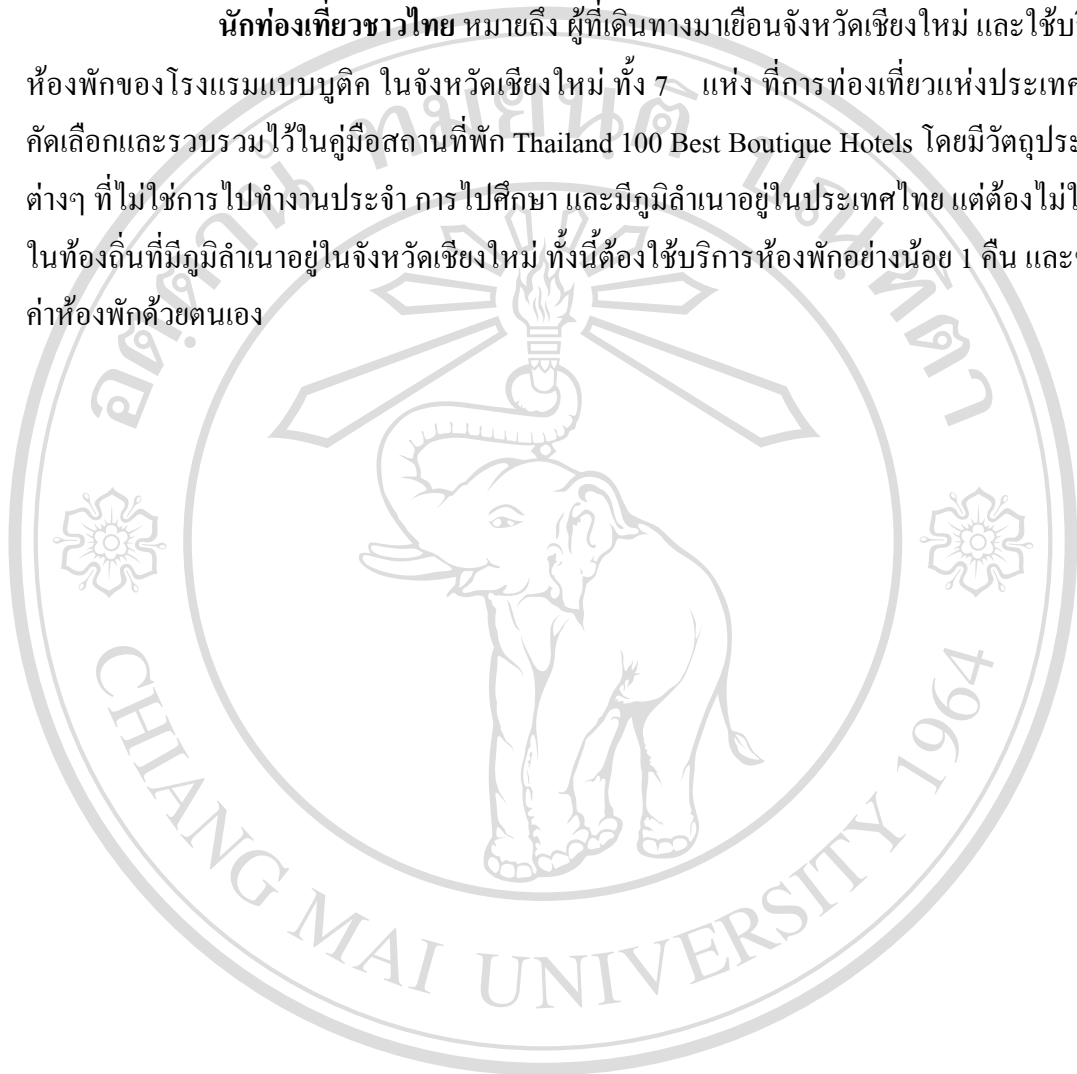 นักท่องเที่ยวชาวไทย หมายถึง ผู้ที่เดินทางมาเยือนจังหวัดเชียงใหม่ และใช้
ห้องพักของโรงแรมแบบบูติค ในจังหวัดเชียงใหม่ ทั้ง 7 แห่ง ที่การท่องเที่ยวแห่งประเทศ
คัดเลือกและรวบรวมไว้ในคู่มือสถานที่พัก Thailand 100 Best Boutique Hotels โดยมีวัตถุประ
ต่างๆ ที่ไม่ใช่การไปทำงานประจำ การไปศึกษา และมีภูมิลำเนาอยู่ในประเทศไทย แต่ต้อง
ในท้องถิ่นที่มีภูมิลำเนาอยู่ในจังหวัดเชียงใหม่ ทั้งนี้ต้องใช้บริการห้องพักอย่างน้อย 1 คืน และ
ค่าห้องพักด้วยตนเอง
อตฺตานํ ทมยนฺติ ปณฺฑิตา
CHIANG MAI UNIVERSITY 1964